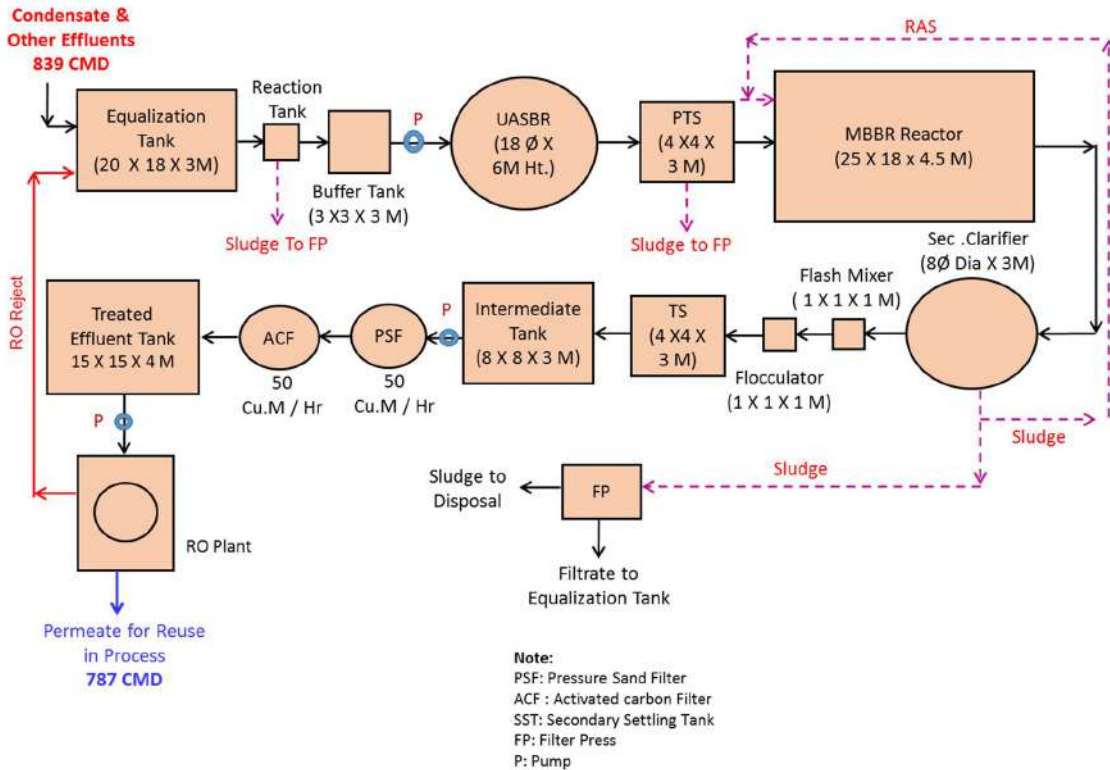 Condensate &
Other Effluents
839 CMD
Equalization
Tank
(20 X 18 X 3M)
Reaction
Tank
Buffer Tank
(3 X3 X 3 M)
P
UASBR
(18 Ø X
6M Ht.)
PTS
(4 X4 X
3 M)
RAS
MBBR Reactor
(25 X 18 x 4.5 M)
Sludge To FP
Sludge to FP
Sec .Clarifier
(8Ø Dia X 3M)
Flash Mixer
( 1 X 1 X 1 M)
Flocculator
(1 X 1 X 1 M)
TS
(4 X4 X
3 M)
Intermediate
Tank
(8 X 8 X 3 M)
P
PSF
50
Cu.M / Hr
ACF
50
Cu.M / Hr
Treated
Effluent Tank
15 X 15 X 4 M
RO Reject
P
RO Plant
Permeate for Reuse
in Process
787 CMD
Sludge
Sludge
FP
Sludge to
Disposal
Filtrate to
Equalization Tank
Note:
PSF: Pressure Sand Filter
ACF : Activated carbon Filter
SST: Secondary Settling Tank
FP: Filter Press
P: Pump